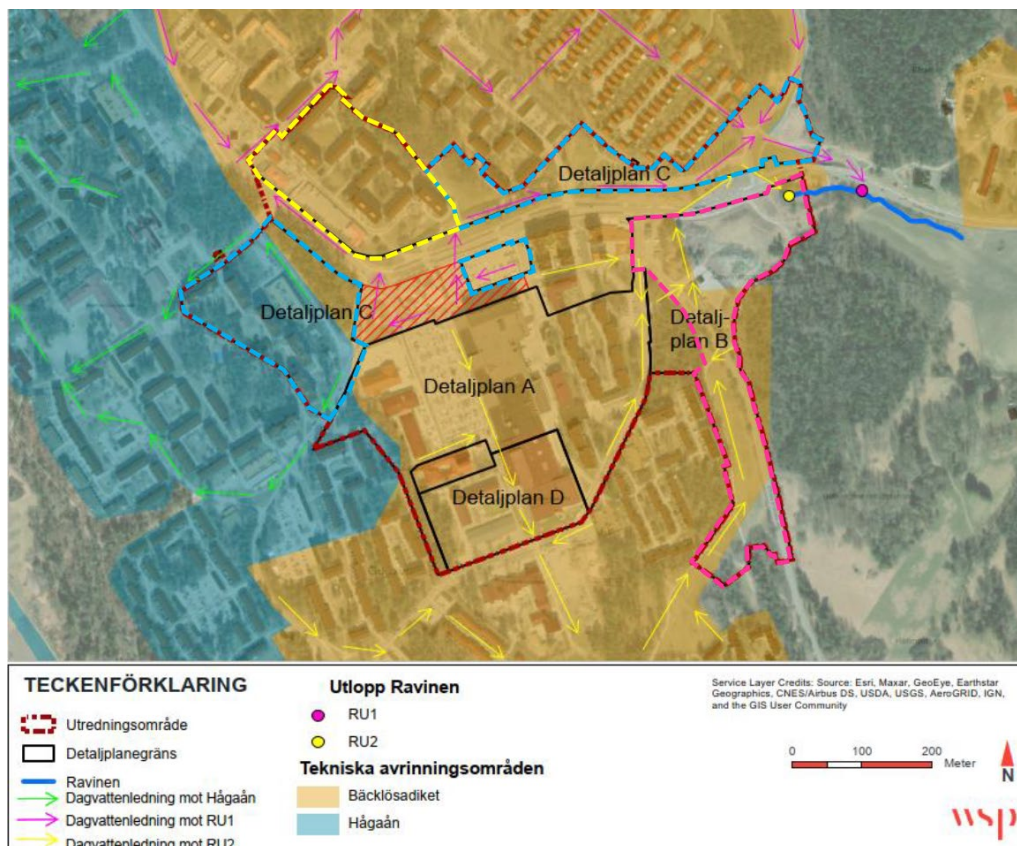 Detaljplan C
Detaljplan C
Detalj-
plan B
Detaljplan A
Detaljplan D
TECKENFÖRKLARING
Utredningsområde
Detaljplanegräns
Ravinen
Dagvattenledning mot Hågaån
Dagvattenledning mot RU1
Dagvattenledning mot RU2
Utlopp Ravinen
RU1
RU2
Tekniska avrinningsområden
Bäcklösadiket
Hågaån
Service Layer Credits: Source: Esri, Maxar, GeoEye, Earthstar
Geographics, CNES/Airbus DS, USDA, USGS, AeroGRID, IGN,
and the GIS User Community
0 100 200
Meter
N
wsp